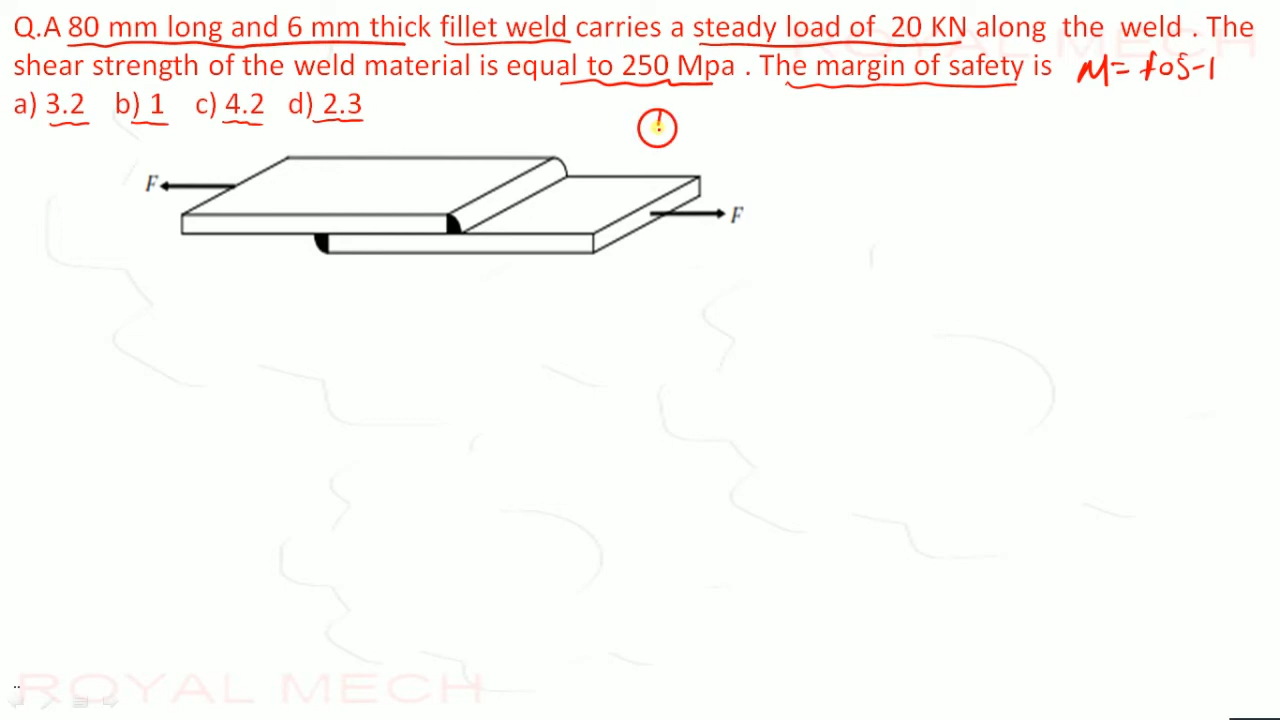 Q.A 80 mm long and 6 mm thick fillet weld carries a steady load of 20 KN along the weld . The
shear strength of the weld material is equal to 250 Mpa . The margin of safety is M= fos-1
a) 3.2 b) 1 c) 4.2 d) 2.3
F
F
ROYAL MECH
ROYAL MECH